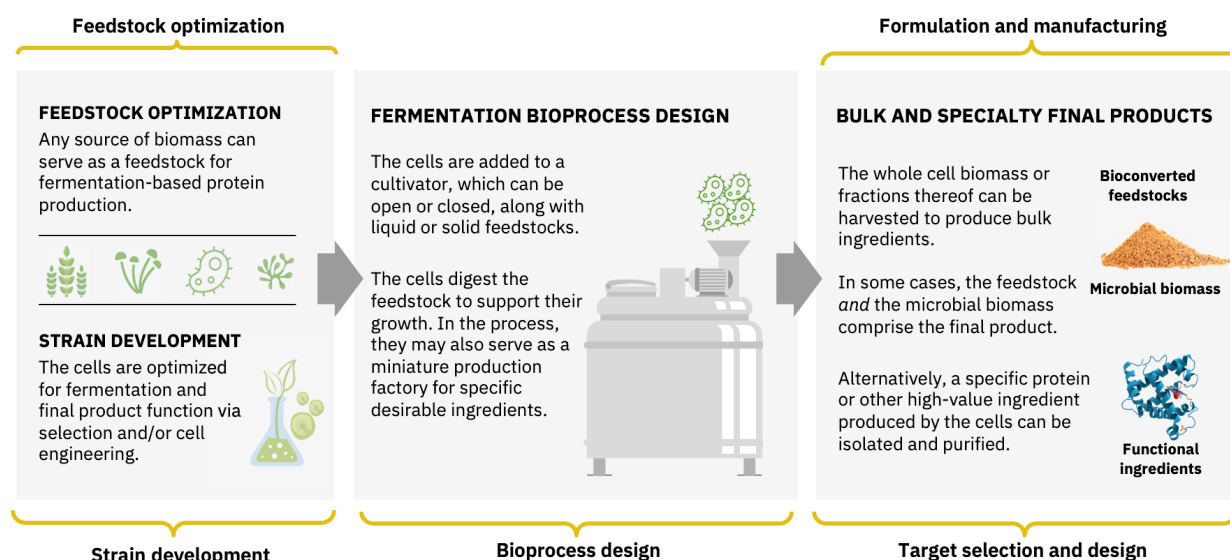 Feedstock optimization
Formulation and manufacturing
FEEDSTOCK OPTIMIZATION
Any source of biomass can
serve as a feedstock for
fermentation-based protein
production.
STRAIN DEVELOPMENT
The cells are optimized
for fermentation and
final product function via
selection and/or cell
engineering.
FERMENTATION BIOPROCESS DESIGN
The cells are added to a
cultivator, which can be
open or closed, along with
liquid or solid feedstocks.
The cells digest the
feedstock to support their
growth. In the process,
they may also serve as a
miniature production
factory for specific
desirable ingredients.
BULK AND SPECIALTY FINAL PRODUCTS
The whole cell biomass or
fractions thereof can be
harvested to produce bulk
ingredients.
In some cases, the feedstock
and the microbial biomass
comprise the final product.
Alternatively, a specific protein
or other high-value ingredient
produced by the cells can be
isolated and purified.
Bioconverted
feedstocks
Microbial biomass
Functional
ingredients
Strain development
Bioprocess design
Target selection and design